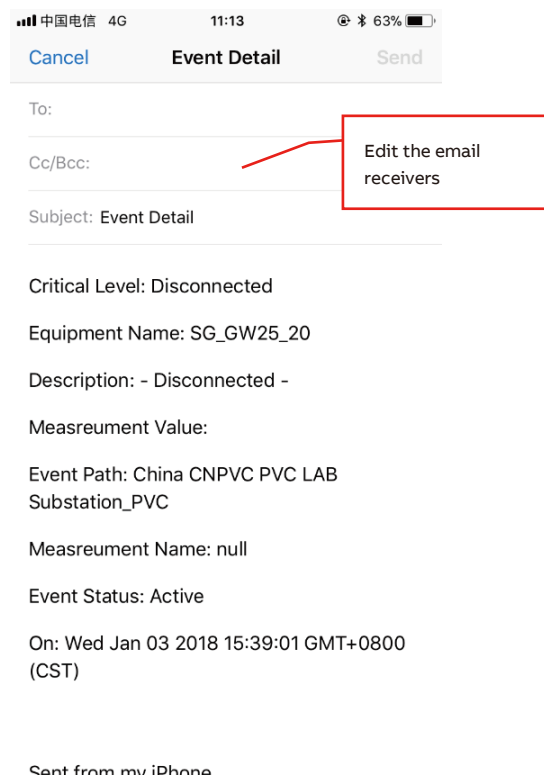 中国电信 4G 11:13 63%
Cancel Event Detail Send
To:
Edit the email
receivers
Cc/Bcc:
Subject: Event Detail
Critical Level: Disconnected
Equipment Name: SG_GW25_20
Description: - Disconnected -
Measreument Value:
Event Path: China CNPVC PVC LAB
Substation_PVC
Measreument Name: null
Event Status: Active
On: Wed Jan 03 2018 15:39:01 GMT+0800
(CST)
Sent from my iPhone